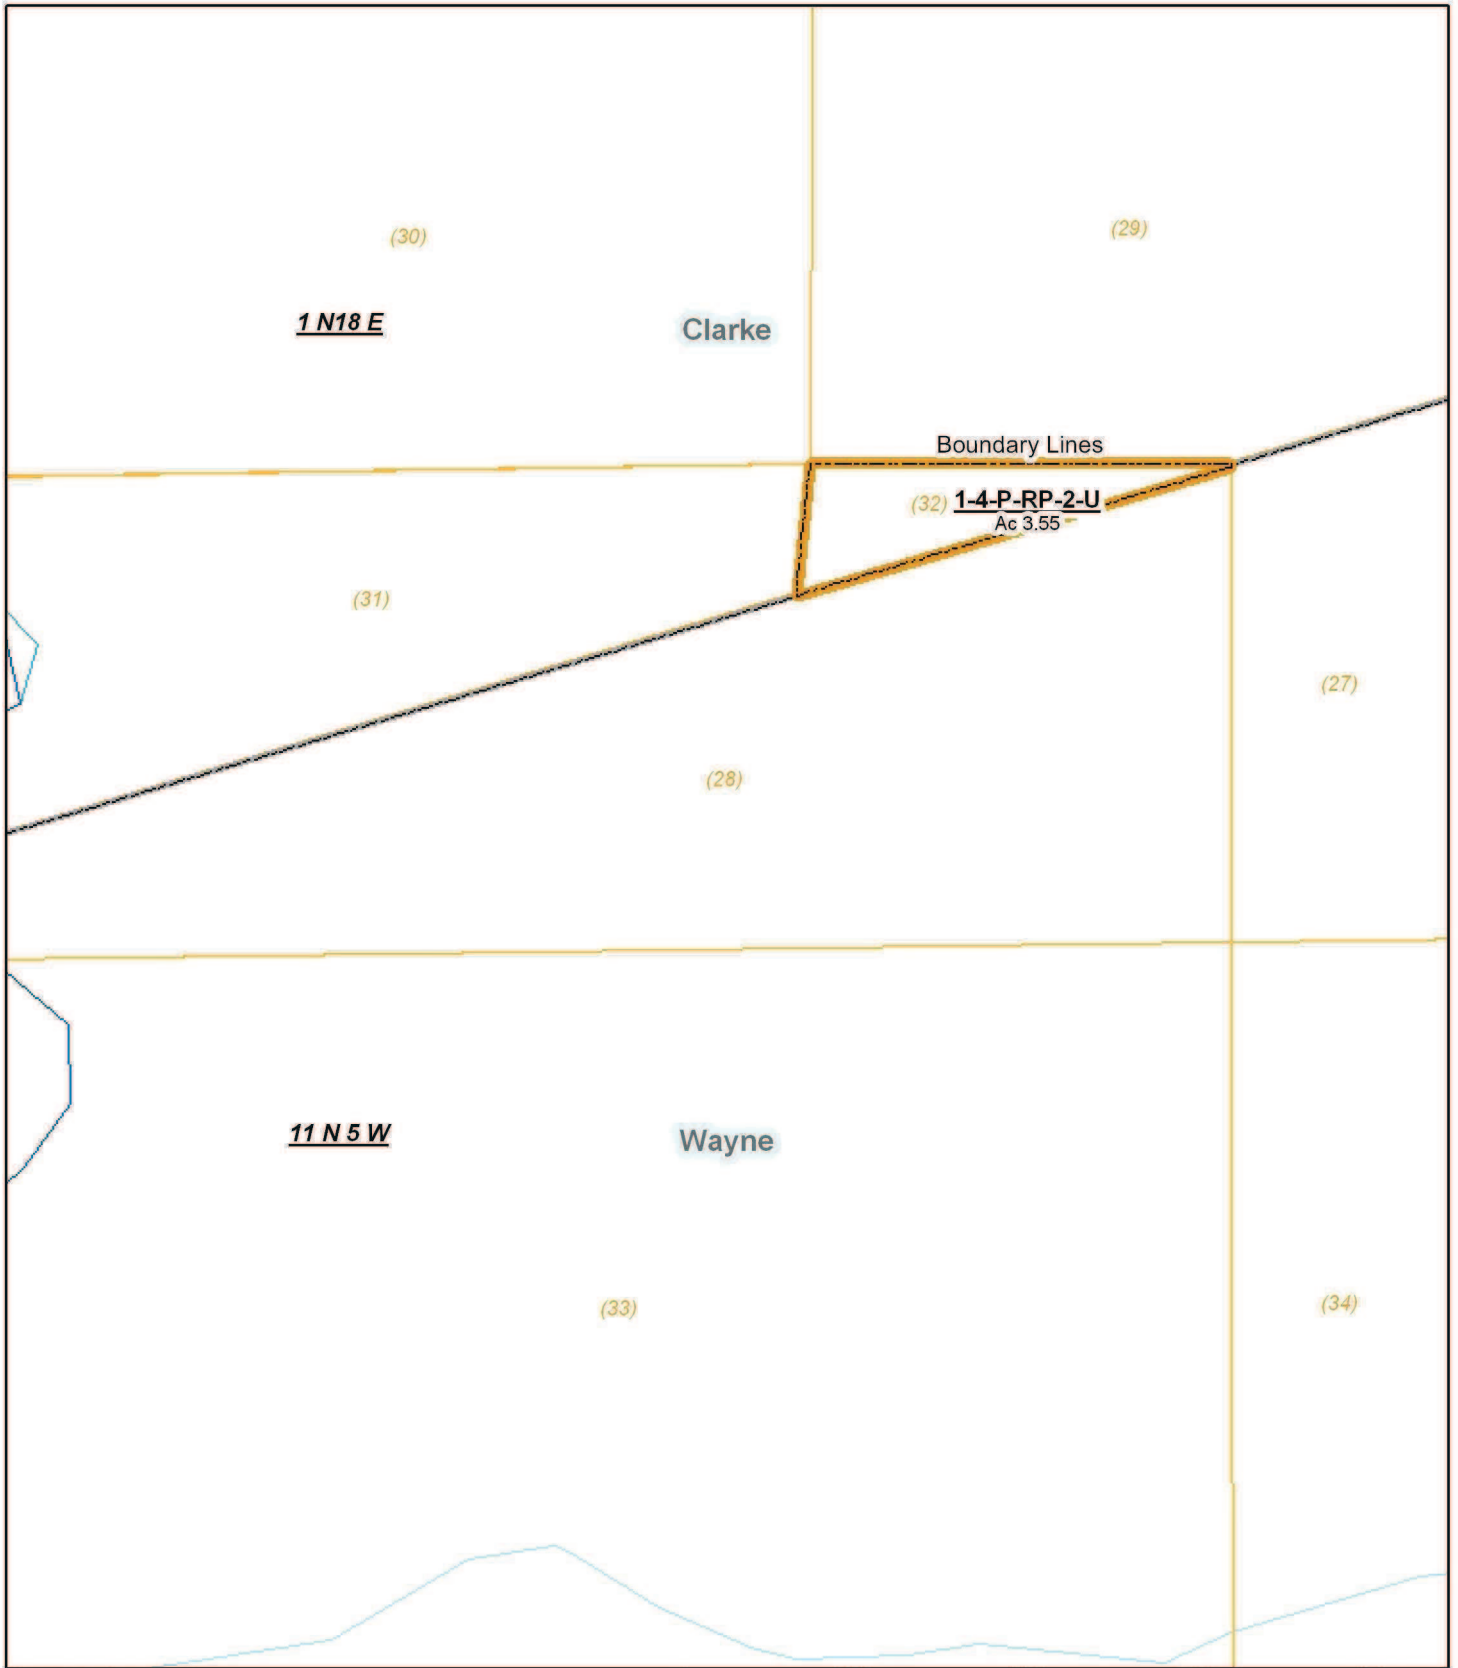 (29)
(30)
1 N18 E
Clarke
Boundary Lines
(32) 1-4-P-RP-2-U
Ac 3.55
(31)
(27)
(28)
11 N 5 W
Wayne
(34)
(33)